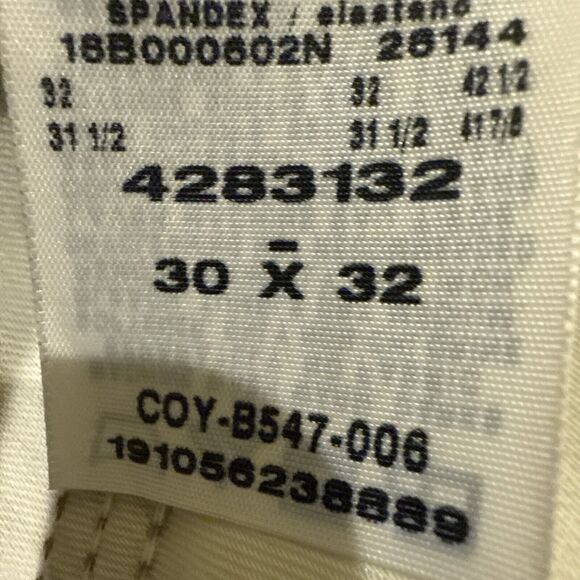 SPANDEX / elastano
18B000602N 26144
32 32 42 1/2
31 1/2 31 1/2 41 7/8
4283132
30 X 32
COY-B547-006
191056238889